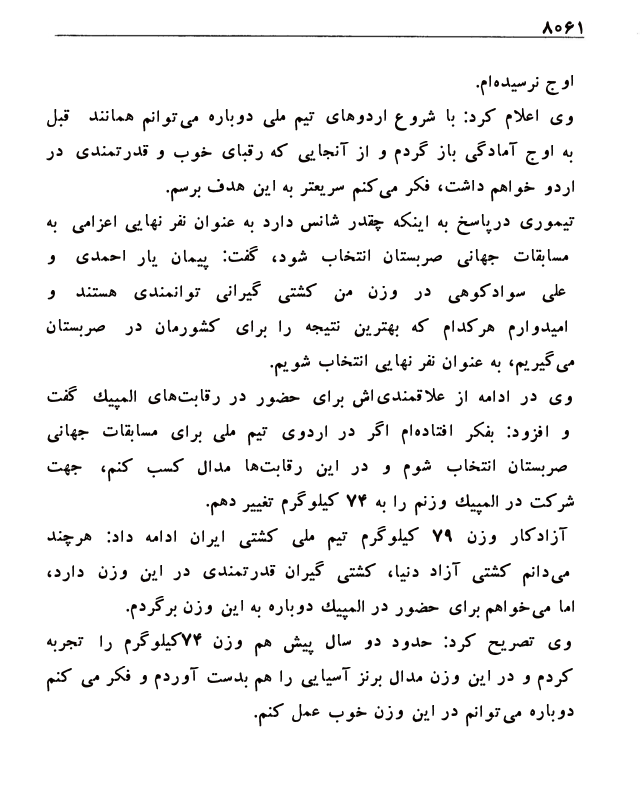 ۸۰۶۱
اوج نرسیده‌ام.
وی اعلام کرد: با شروع اردوهای تیم ملی دوباره می‌توانم همانند قبل
به اوج آمادگی باز گردم و از آنجایی که رقبای خوب و قدرتمندی در
اردو خواهم داشت، فکر می‌کنم سریعتر به این هدف برسم.
تیموری درپاسخ به اینکه چقدر شانس دارد به عنوان نفر نهایی اعزامی به
مسابقات جهانی صربستان انتخاب شود، گفت: پیمان یار احمدی و
علی سوادکوهی در وزن من کشتی گیرانی توانمندی هستند و
امیدوارم هرکدام که بهترین نتیجه را برای کشورمان در صربستان
می‌گیریم، به عنوان نفر نهایی انتخاب شویم.
وی در ادامه از علاقمندی‌اش برای حضور در رقابت‌های المپیك گفت
و افزود: بفکر افتاده‌ام اگر در اردوی تیم ملی برای مسابقات جهانی
صربستان انتخاب شوم و در این رقابت‌ها مدال کسب کنم، جهت
شرکت در المپیك وزنم را به ۷۴ کیلوگرم تغییر دهم.
آزادکار وزن ۷۹ کیلوگرم تیم ملی کشتی ایران ادامه داد: هرچند
می‌دانم کشتی آزاد دنیا، کشتی گیران قدرتمندی در این وزن دارد،
اما می‌خواهم برای حضور در المپیك دوباره به این وزن برگردم.
وی تصریح کرد: حدود دو سال پیش هم وزن ۷۴کیلوگرم را تجربه
کردم و در این وزن مدال برنز آسیایی را هم بدست آوردم و فکر می کنم
دوباره می‌توانم در این وزن خوب عمل کنم.